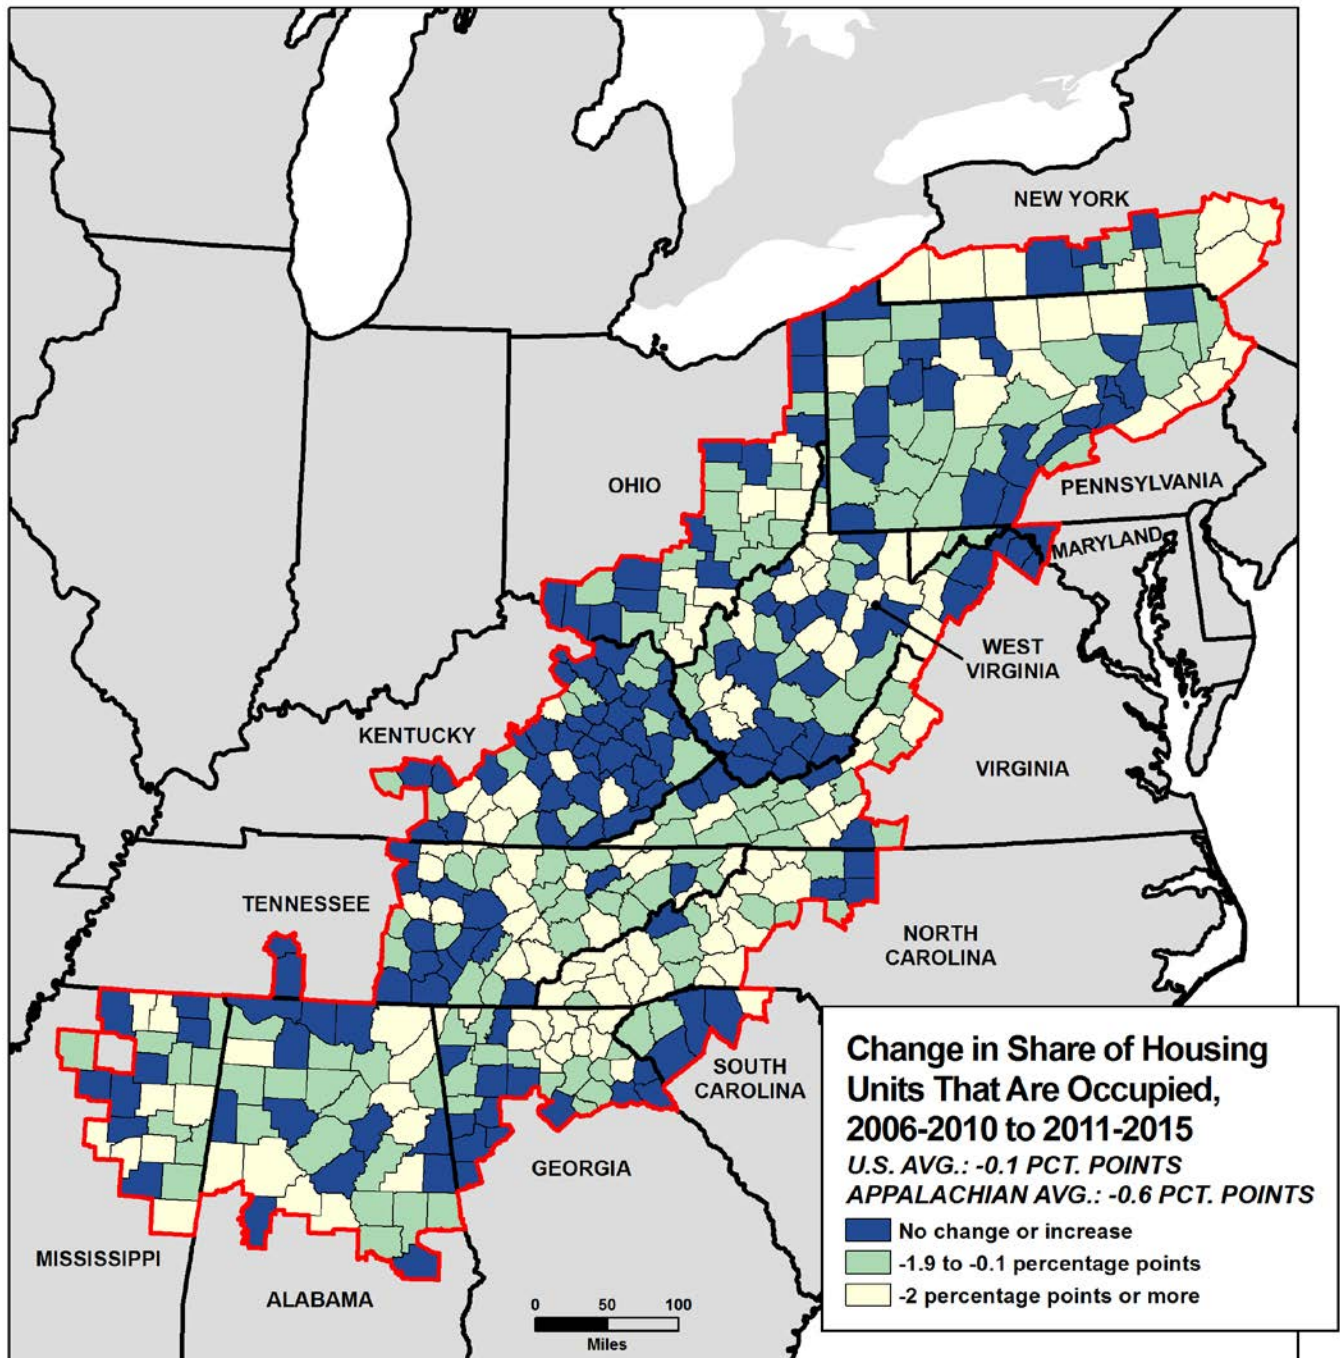 NEW YORK
OHIO
PENNSYLVANIA
MARYLAND
WEST
VIRGINIA
KENTUCKY
VIRGINIA
TENNESSEE
NORTH
CAROLINA
SOUTH
CAROLINA
GEORGIA
MISSISSIPPI
ALABAMA
0 50 100
Miles
Change in Share of Housing
Units That Are Occupied,
2006-2010 to 2011-2015
U.S. AVG.: -0.1 PCT. POINTS
APPALACHIAN AVG.: -0.6 PCT. POINTS
No change or increase
-1.9 to -0.1 percentage points
-2 percentage points or more